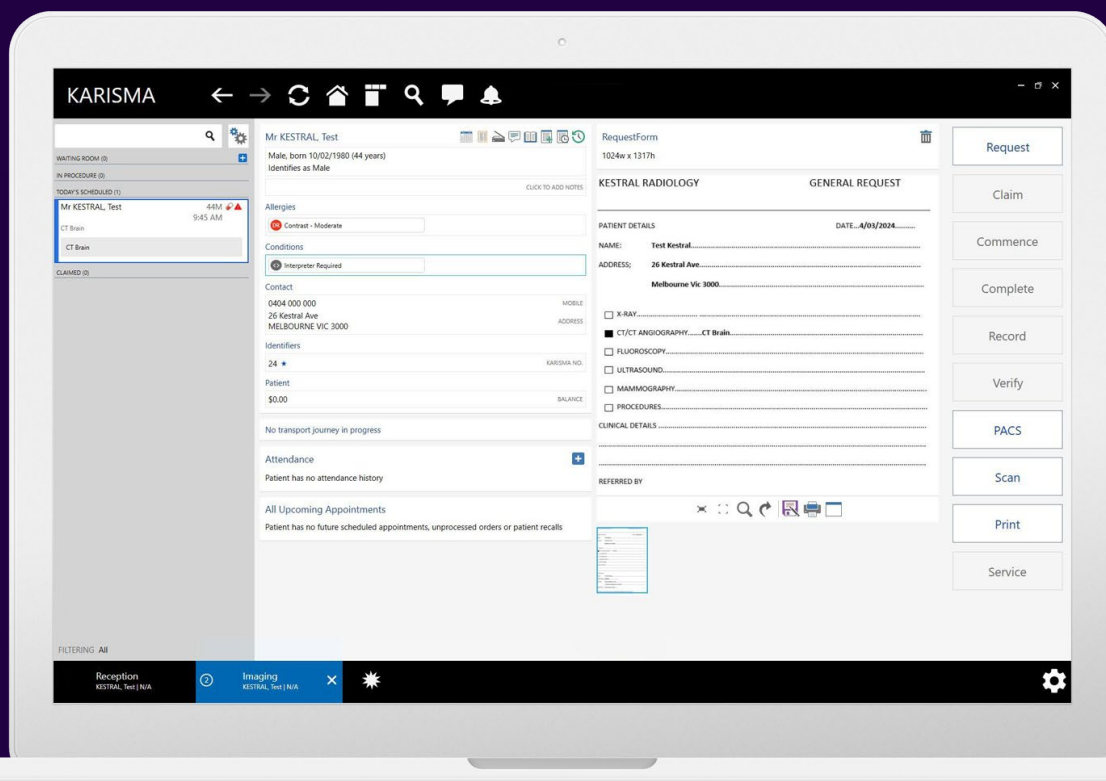 KARISMA
WAITING ROOM (0)
IN PROCEDURE (0)
TODAY'S SCHEDULED (1)
Mr KESTRAL, Test 44M
9:45 AM
CT Brain
CT Brain
CLAIMED (0)
FILTERING All
Mr KESTRAL, Test
Male, born 10/02/1980 (44 years)
Identifies as Male
CLICK TO ADD NOTES
Allergies
DR Contrast - Moderate
Conditions
Interpreter Required
Contact
0404 000 000 MOBILE
26 Kestral Ave
MELBOURNE VIC 3000 ADDRESS
Identifiers
24 ★ KARISMA NO.
Patient
$0.00 BALANCE
No transport journey in progress
Attendance
Patient has no attendance history
All Upcoming Appointments
Patient has no future scheduled appointments, unprocessed orders or patient recalls
RequestForm
1024w x 1317h
KESTRAL RADIOLOGY GENERAL REQUEST
PATIENT DETAILS DATE...4/03/2024..........
NAME: Test Kestral
ADDRESS; 26 Kestral Ave
Melbourne Vic 3000
X-RAY
CT/CT ANGIOGRAPHY.......CT Brain
FLUOROSCOPY
ULTRASOUND
MAMMOGRAPHY
PROCEDURES
CLINICAL DETAILS
REFERRED BY
Request
Claim
Commence
Complete
Record
Verify
PACS
Scan
Print
Service
Reception
KESTRAL, Test | N/A
2
Imaging
KESTRAL, Test | N/A